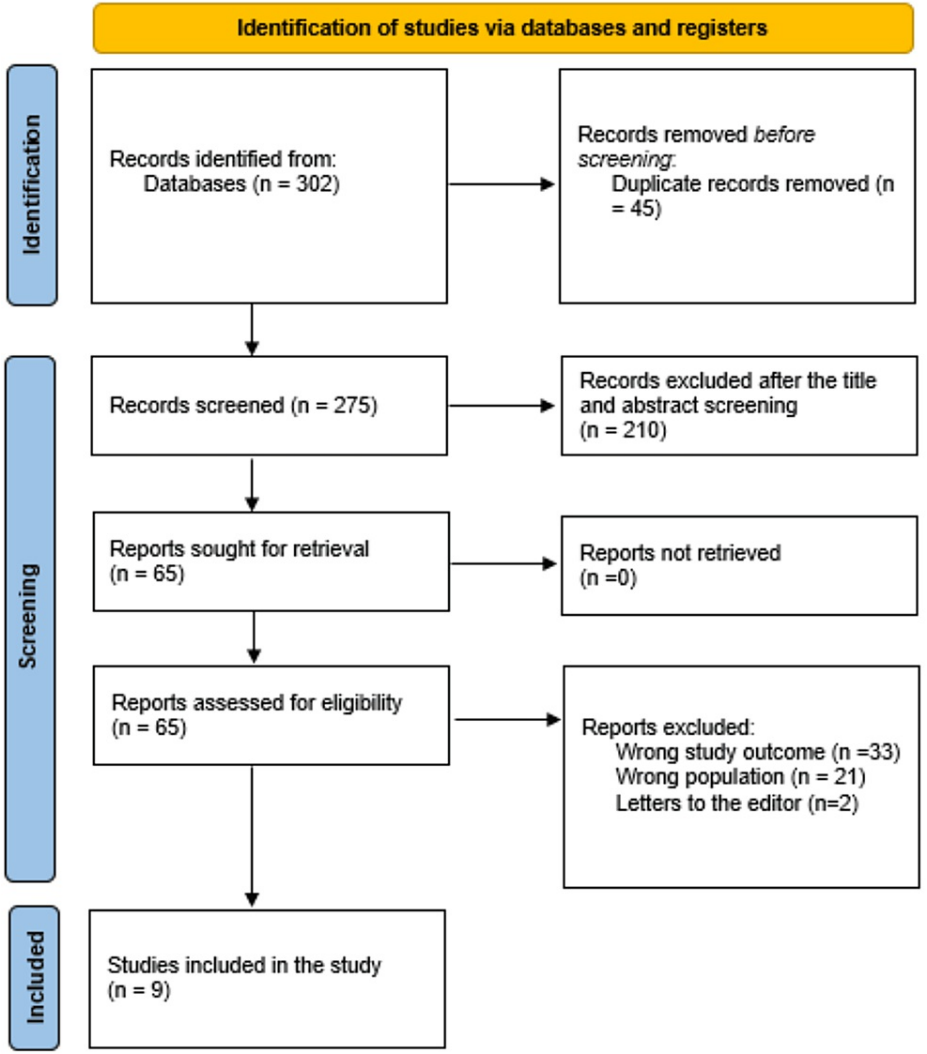 Identification of studies via databases and registers
Identification
Records identified from:
Databases (n = 302)
Records removed before
screening:
Duplicate records removed (n
= 45)
Screening
Records screened (n = 275)
Records excluded after the title
and abstract screening
(n = 210)
Reports sought for retrieval
(n = 65)
Reports not retrieved
(n =0)
Reports assessed for eligibility
(n = 65)
Reports excluded:
Wrong study outcome (n =33)
Wrong population (n = 21)
Letters to the editor (n=2)
Included
Studies included in the study
(n = 9)